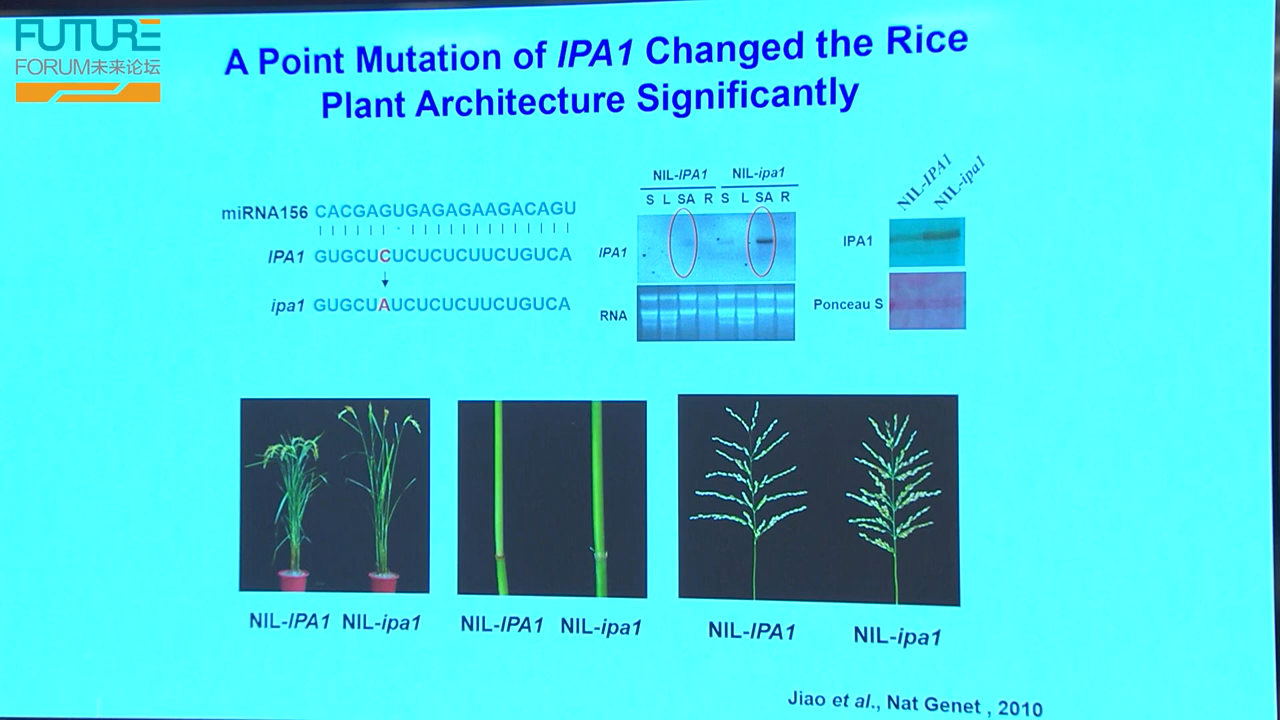 FUTURE
FORUM未来论坛
A Point Mutation of IPA1 Changed the Rice
Plant Architecture Significantly
miRNA156 CACGAGUGAGAGAAGACAGU
IPA1 GUGCUCUCUCUCUUCUGUCA
ipa1 GUGCUAUCUCUCUUCUGUCA
NIL-IPA1 NIL-ipa1
S L SA R S L SA R
IPA1
RNA
NIL-IPA1 NIL-ipa1
IPA1
Ponceau S
NIL-IPA1 NIL-ipa1
NIL-IPA1 NIL-ipa1
NIL-IPA1 NIL-ipa1
Jiao et al., Nat Genet , 2010